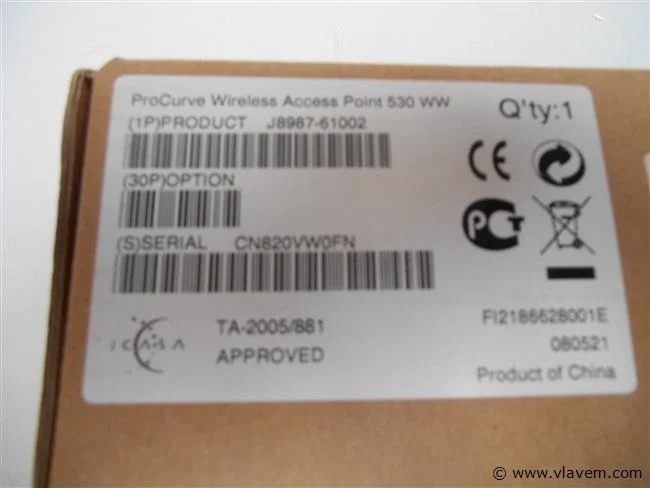 ProCurve Wireless Access Point 530 WW
Q'ty:1
(1P)PRODUCT J8987-61002
(30P)OPTION
(S)SERIAL CN820VW0FN
ICASA
TA-2005/881
APPROVED
FI2186628001E
080521
Product of China
© www.vlavem.com